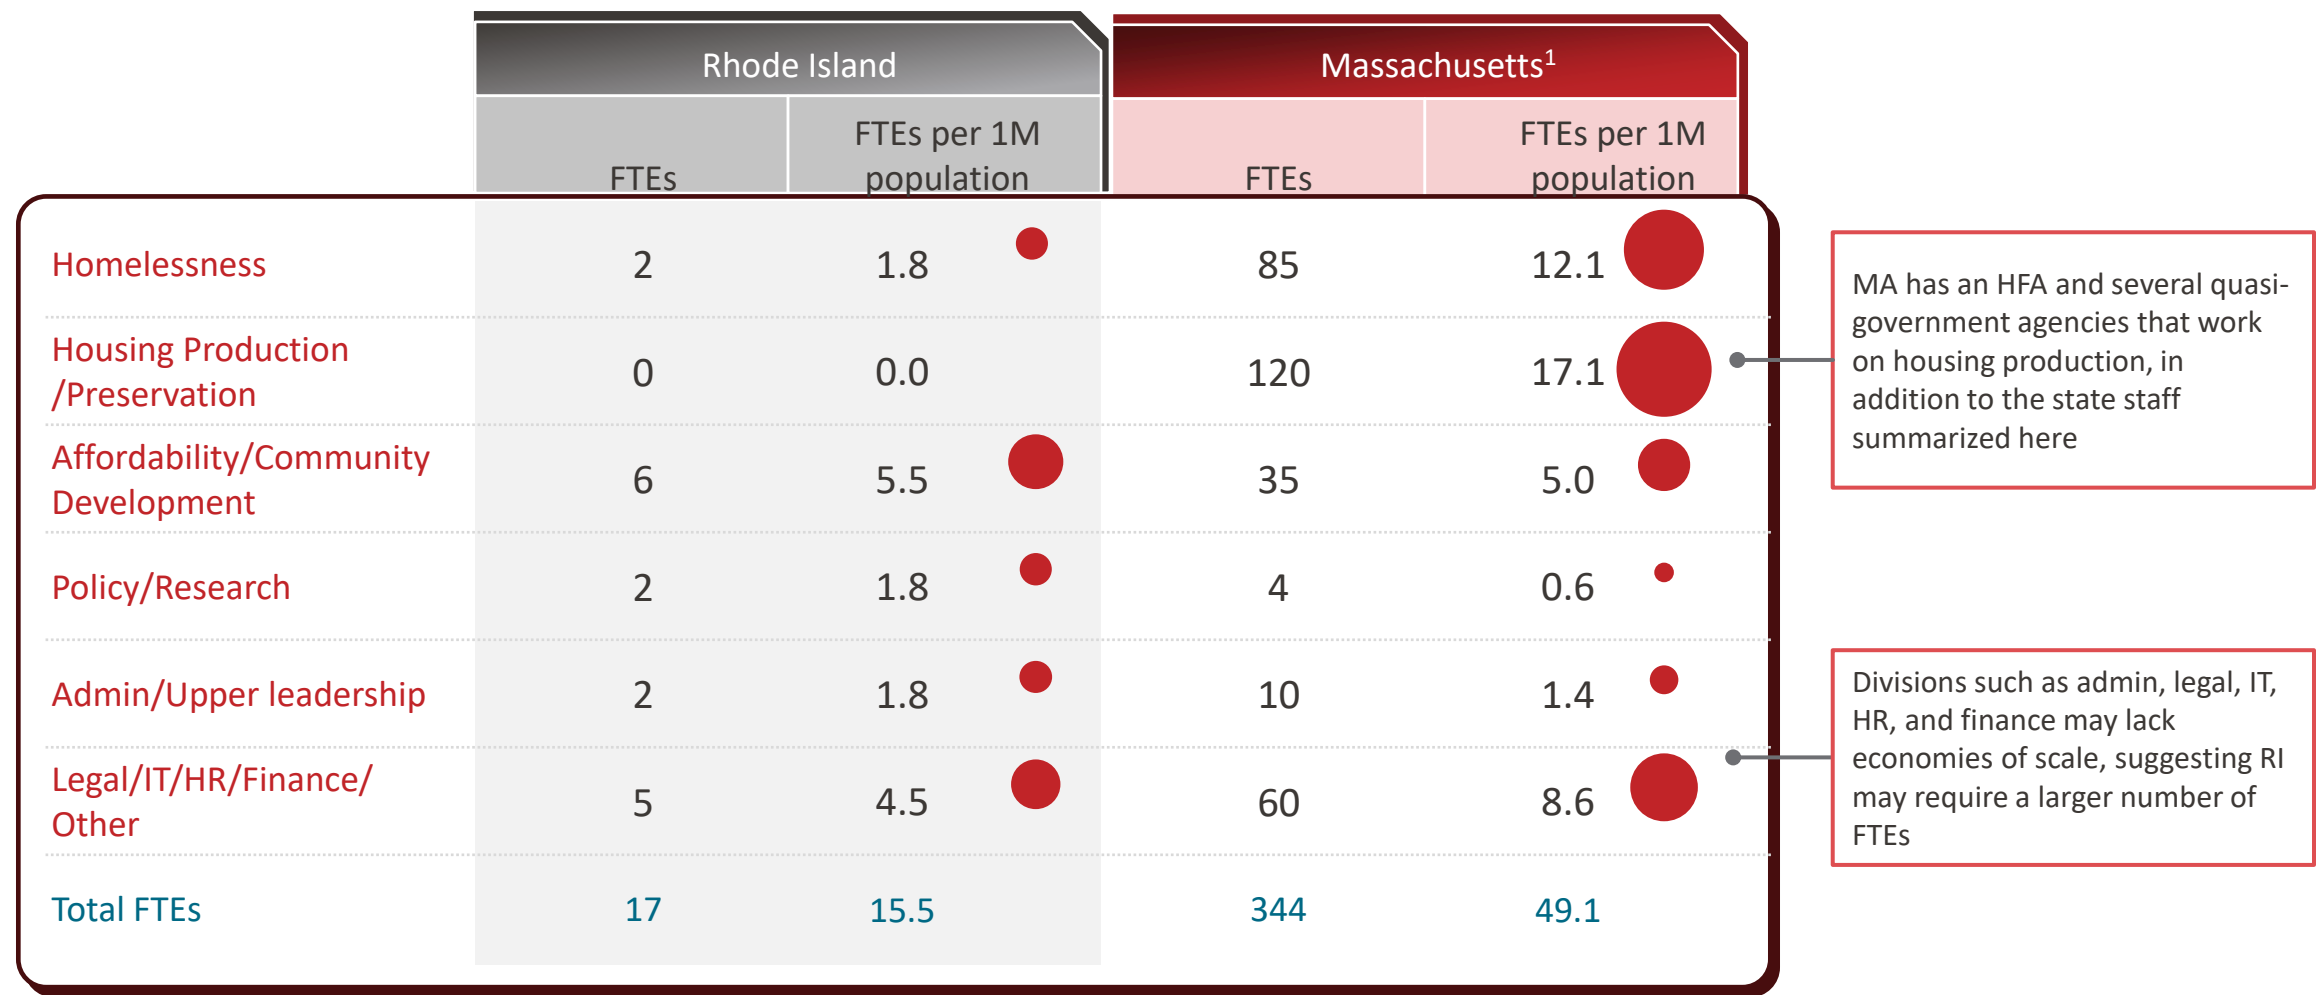 Rhode Island
Massachusetts1
FTEs
FTEs per 1M
population
FTEs
FTEs per 1M
population
Homelessness
2
1.8
85
12.1
Housing Production
/Preservation
0
0.0
120
17.1
Affordability/Community
Development
6
5.5
35
5.0
Policy/Research
2
1.8
4
0.6
Admin/Upper leadership
2
1.8
10
1.4
Legal/IT/HR/Finance/
Other
5
4.5
60
8.6
Total FTEs
17
15.5
344
49.1
MA has an HFA and several quasi-
government agencies that work
on housing production, in
addition to the state staff
summarized here
Divisions such as admin, legal, IT,
HR, and finance may lack
economies of scale, suggesting RI
may require a larger number of
FTEs